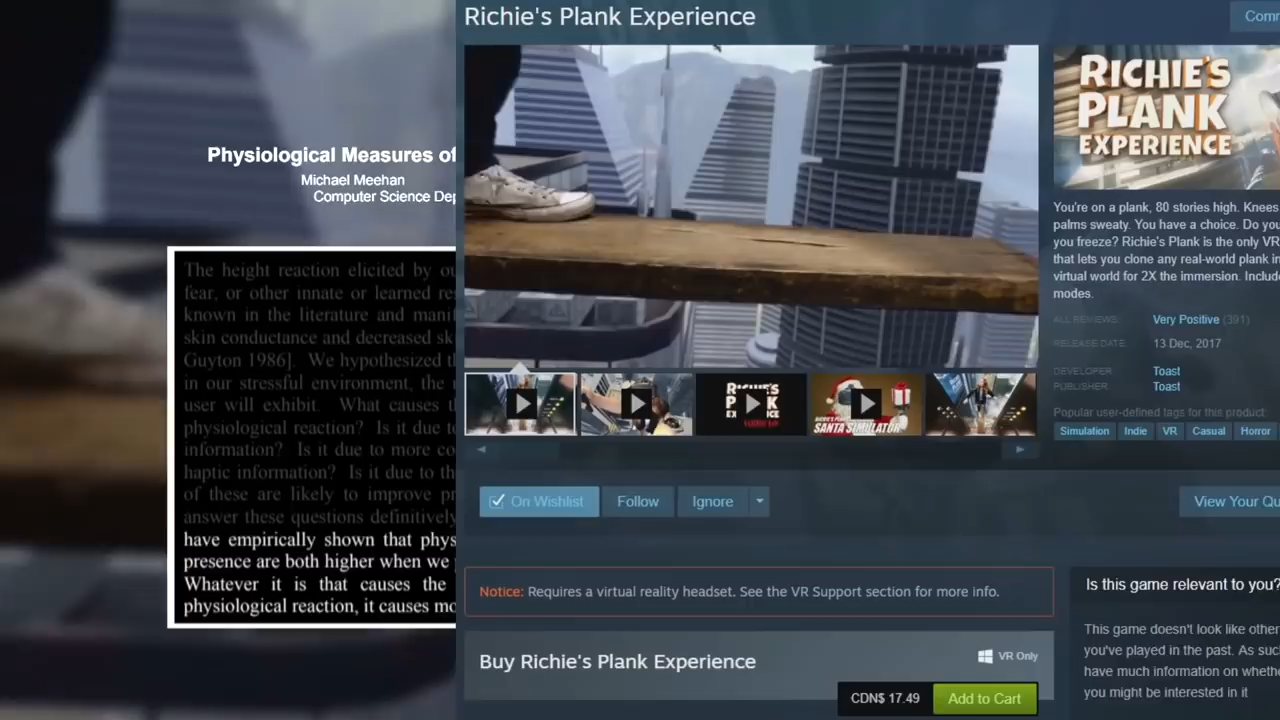 Physiological Measures of
Michael Meehan
Computer Science Dep
The height reaction elicited by ou
fear, or other innate or learned res
known in the literature and manif
skin conductance and decreased sk
Guyton 1986]. We hypothesized t
in our stressful environment, the
user will exhibit. What causes th
physiological reaction? Is it due t
information? Is it due to more co
haptic information? Is it due to th
of these are likely to improve pr
answer these questions definitively
have empirically shown that phys
presence are both higher when we
Whatever it is that causes the
physiological reaction, it causes mo
Richie's Plank Experience
Comm
RICHIE'S
PLANK
EXPERIENCE
You're on a plank, 80 stories high. Knees
palms sweaty. You have a choice. Do you
you freeze? Richie's Plank is the only VR
that lets you clone any real-world plank in
virtual world for 2X the immersion. Include
modes.
ALL REVIEWS: Very Positive (391)
RELEASE DATE: 13 Dec, 2017
DEVELOPER: Toast
PUBLISHER: Toast
Popular user-defined tags for this product:
Simulation Indie VR Casual Horror
SANTA SIMULATOR
On Wishlist Follow Ignore View Your Qu
Notice: Requires a virtual reality headset. See the VR Support section for more info.
Buy Richie's Plank Experience
VR Only
CDN$ 17.49 Add to Cart
Is this game relevant to you?
This game doesn't look like other
you've played in the past. As suc
have much information on whethe
you might be interested in it